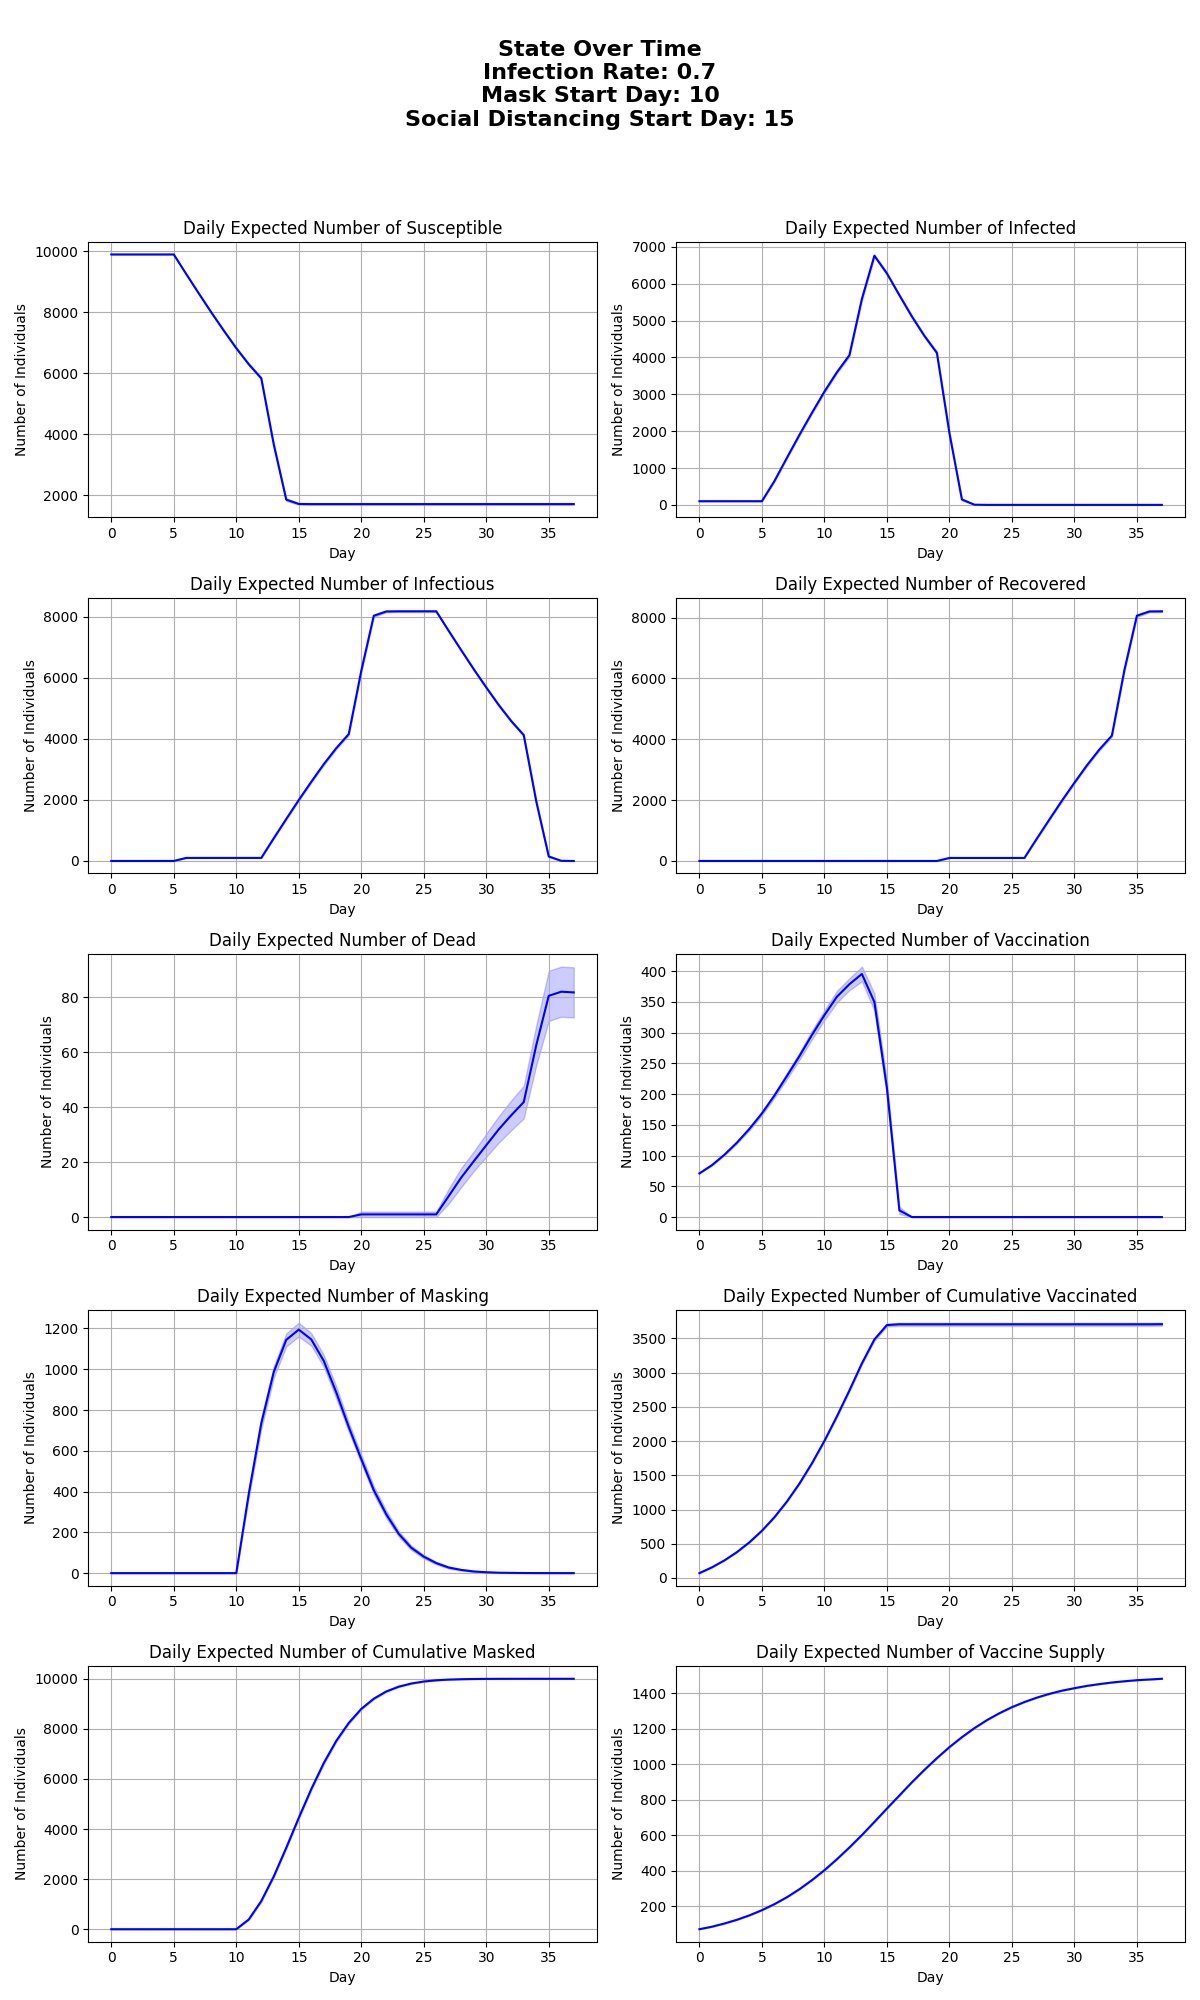 State Over Time
Infection Rate: 0.7
Mask Start Day: 10
Social Distancing Start Day: 15
Daily Expected Number of Susceptible
Number of Individuals
10000
8000
6000
4000
2000
0 5 10 15 20 25 30 35
Day
Daily Expected Number of Infected
Number of Individuals
7000
6000
5000
4000
3000
2000
1000
0
0 5 10 15 20 25 30 35
Day
Daily Expected Number of Infectious
Number of Individuals
8000
6000
4000
2000
0
0 5 10 15 20 25 30 35
Day
Daily Expected Number of Recovered
Number of Individuals
8000
6000
4000
2000
0
0 5 10 15 20 25 30 35
Day
Daily Expected Number of Dead
Number of Individuals
80
60
40
20
0
0 5 10 15 20 25 30 35
Day
Daily Expected Number of Vaccination
Number of Individuals
400
350
300
250
200
150
100
50
0
0 5 10 15 20 25 30 35
Day
Daily Expected Number of Masking
Number of Individuals
1200
1000
800
600
400
200
0
0 5 10 15 20 25 30 35
Day
Daily Expected Number of Cumulative Vaccinated
Number of Individuals
3500
3000
2500
2000
1500
1000
500
0
0 5 10 15 20 25 30 35
Day
Daily Expected Number of Cumulative Masked
Number of Individuals
10000
8000
6000
4000
2000
0
0 5 10 15 20 25 30 35
Day
Daily Expected Number of Vaccine Supply
Number of Individuals
1400
1200
1000
800
600
400
200
0 5 10 15 20 25 30 35
Day